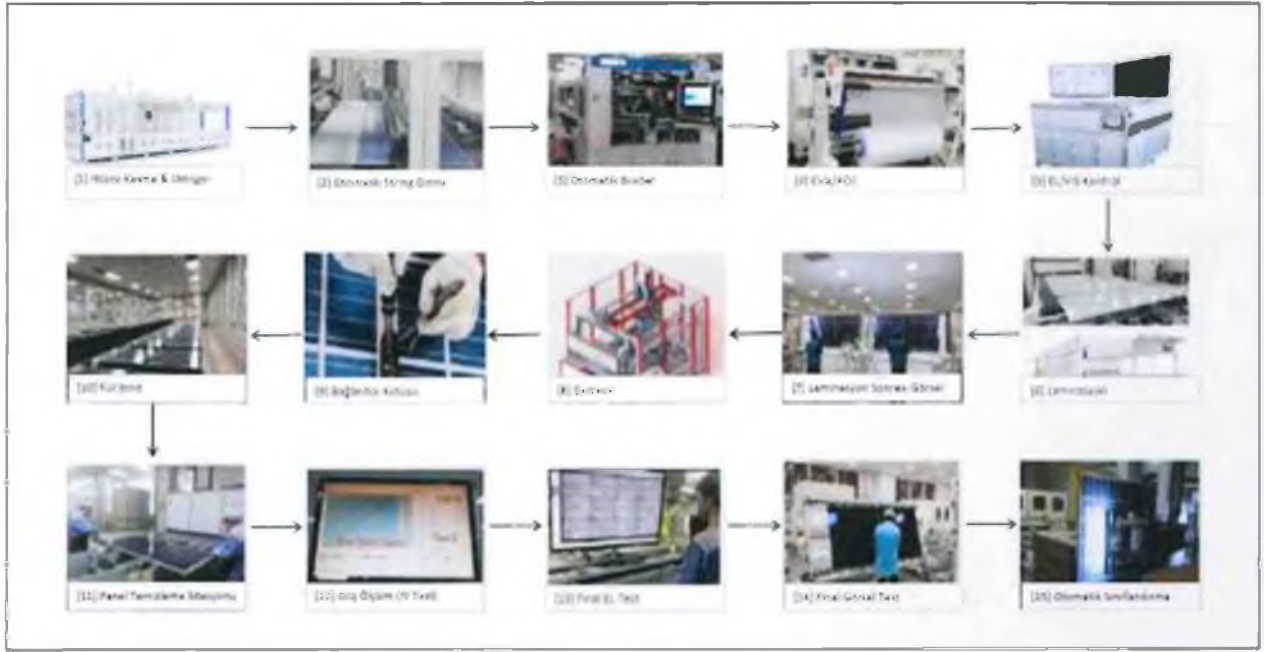 [1] Hücre Kesme & Stringer
[2] Otomatik String Dizme
[3] Otomatik Busbar
[4] EVA/POE
[5] EL/VIS Kontrol
[6] Laminasyon
[7] Laminasyon Sonrası Görsel
[8]
[9] Bağlantı Kutusu
[10] Kürleme
[11] Panel Temizleme İstasyonu
[12] Güç Ölçüm (IV Test)
[13] Final EL Test
[14] Final Görsel Test
[15] Otomatik Sınıflandırma